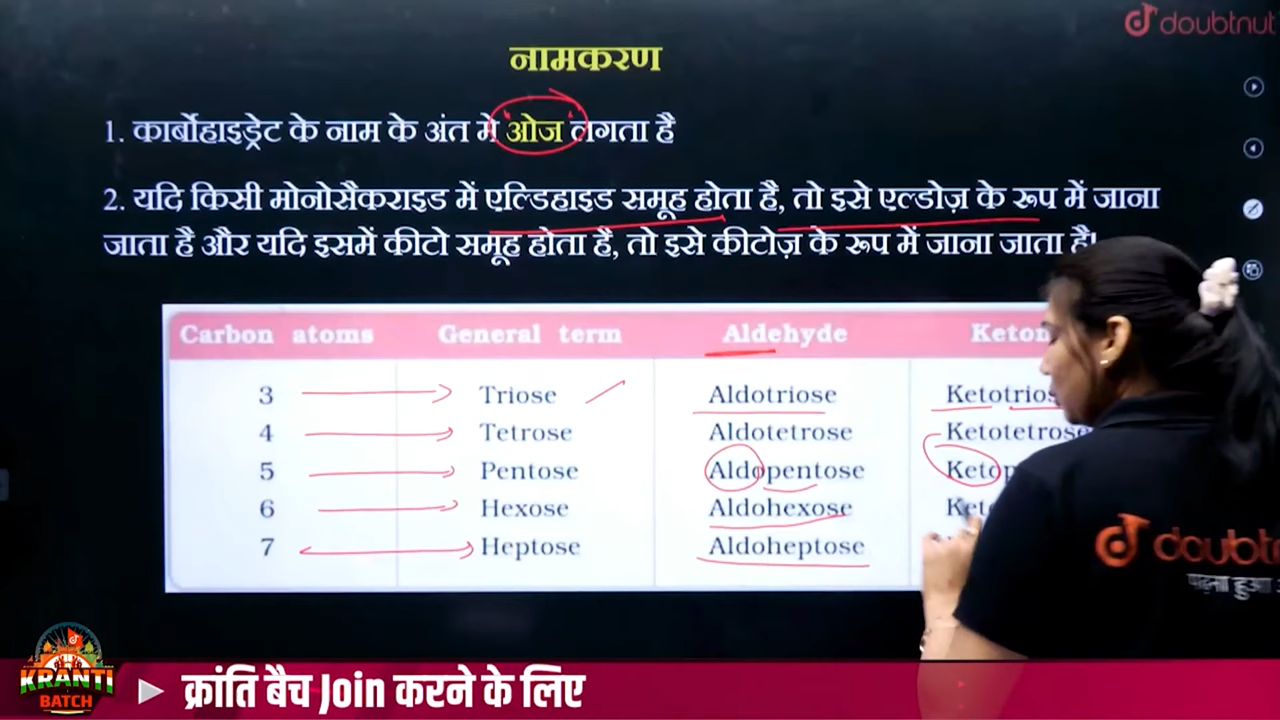 doubtnut
नामकरण
1. कार्बोहाइड्रेट के नाम के अंत मे ओज लगता है
2. यदि किसी मोनोसैकराइड में एल्डिहाइड समूह होता है, तो इसे एल्डोज़ के रूप में जाना
जाता है और यदि इसमें कीटो समूह होता है, तो इसे कीटोज़ के रूप में जाना जाता है।
Carbon atoms General term Aldehyde
3 Triose Aldotriose
4 Tetrose Aldotetrose Ketotetrose
5 Pentose Aldopentose
6 Hexose Aldohexose
7 Heptose Aldoheptose
पढ़ना हुआ
KRANTI
BATCH
क्रांति बैच Join करने के लिए